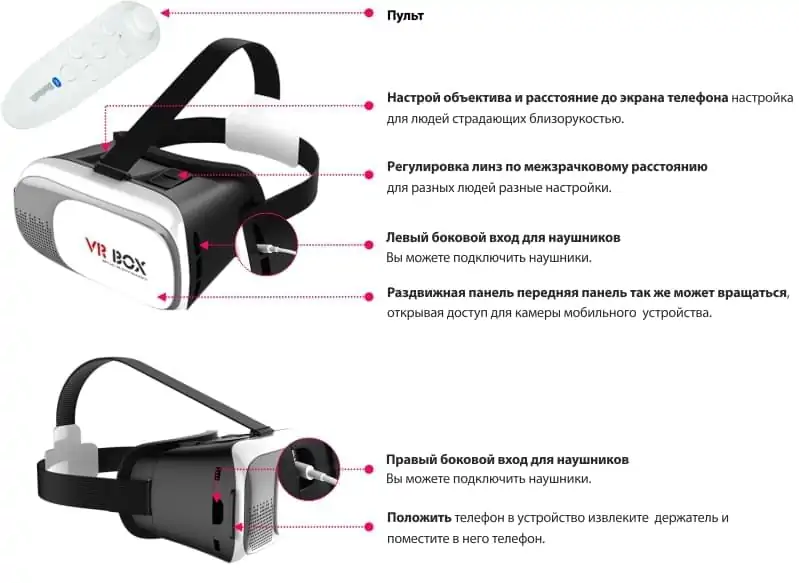 Пульт
Настрой объектива и расстояние до экрана телефона настройка
для людей страдающих близорукостью.
Регулировка линз по межзрачковому расстоянию
для разных людей разные настройки.
Левый боковой вход для наушников
Вы можете подключить наушники.
VR BOX
Раздвижная панель передняя панель так же может вращаться,
открывая доступ для камеры мобильного устройства.
Правый боковой вход для наушников
Вы можете подключить наушники.
Положить телефон в устройство извлеките держатель и
поместите в него телефон.